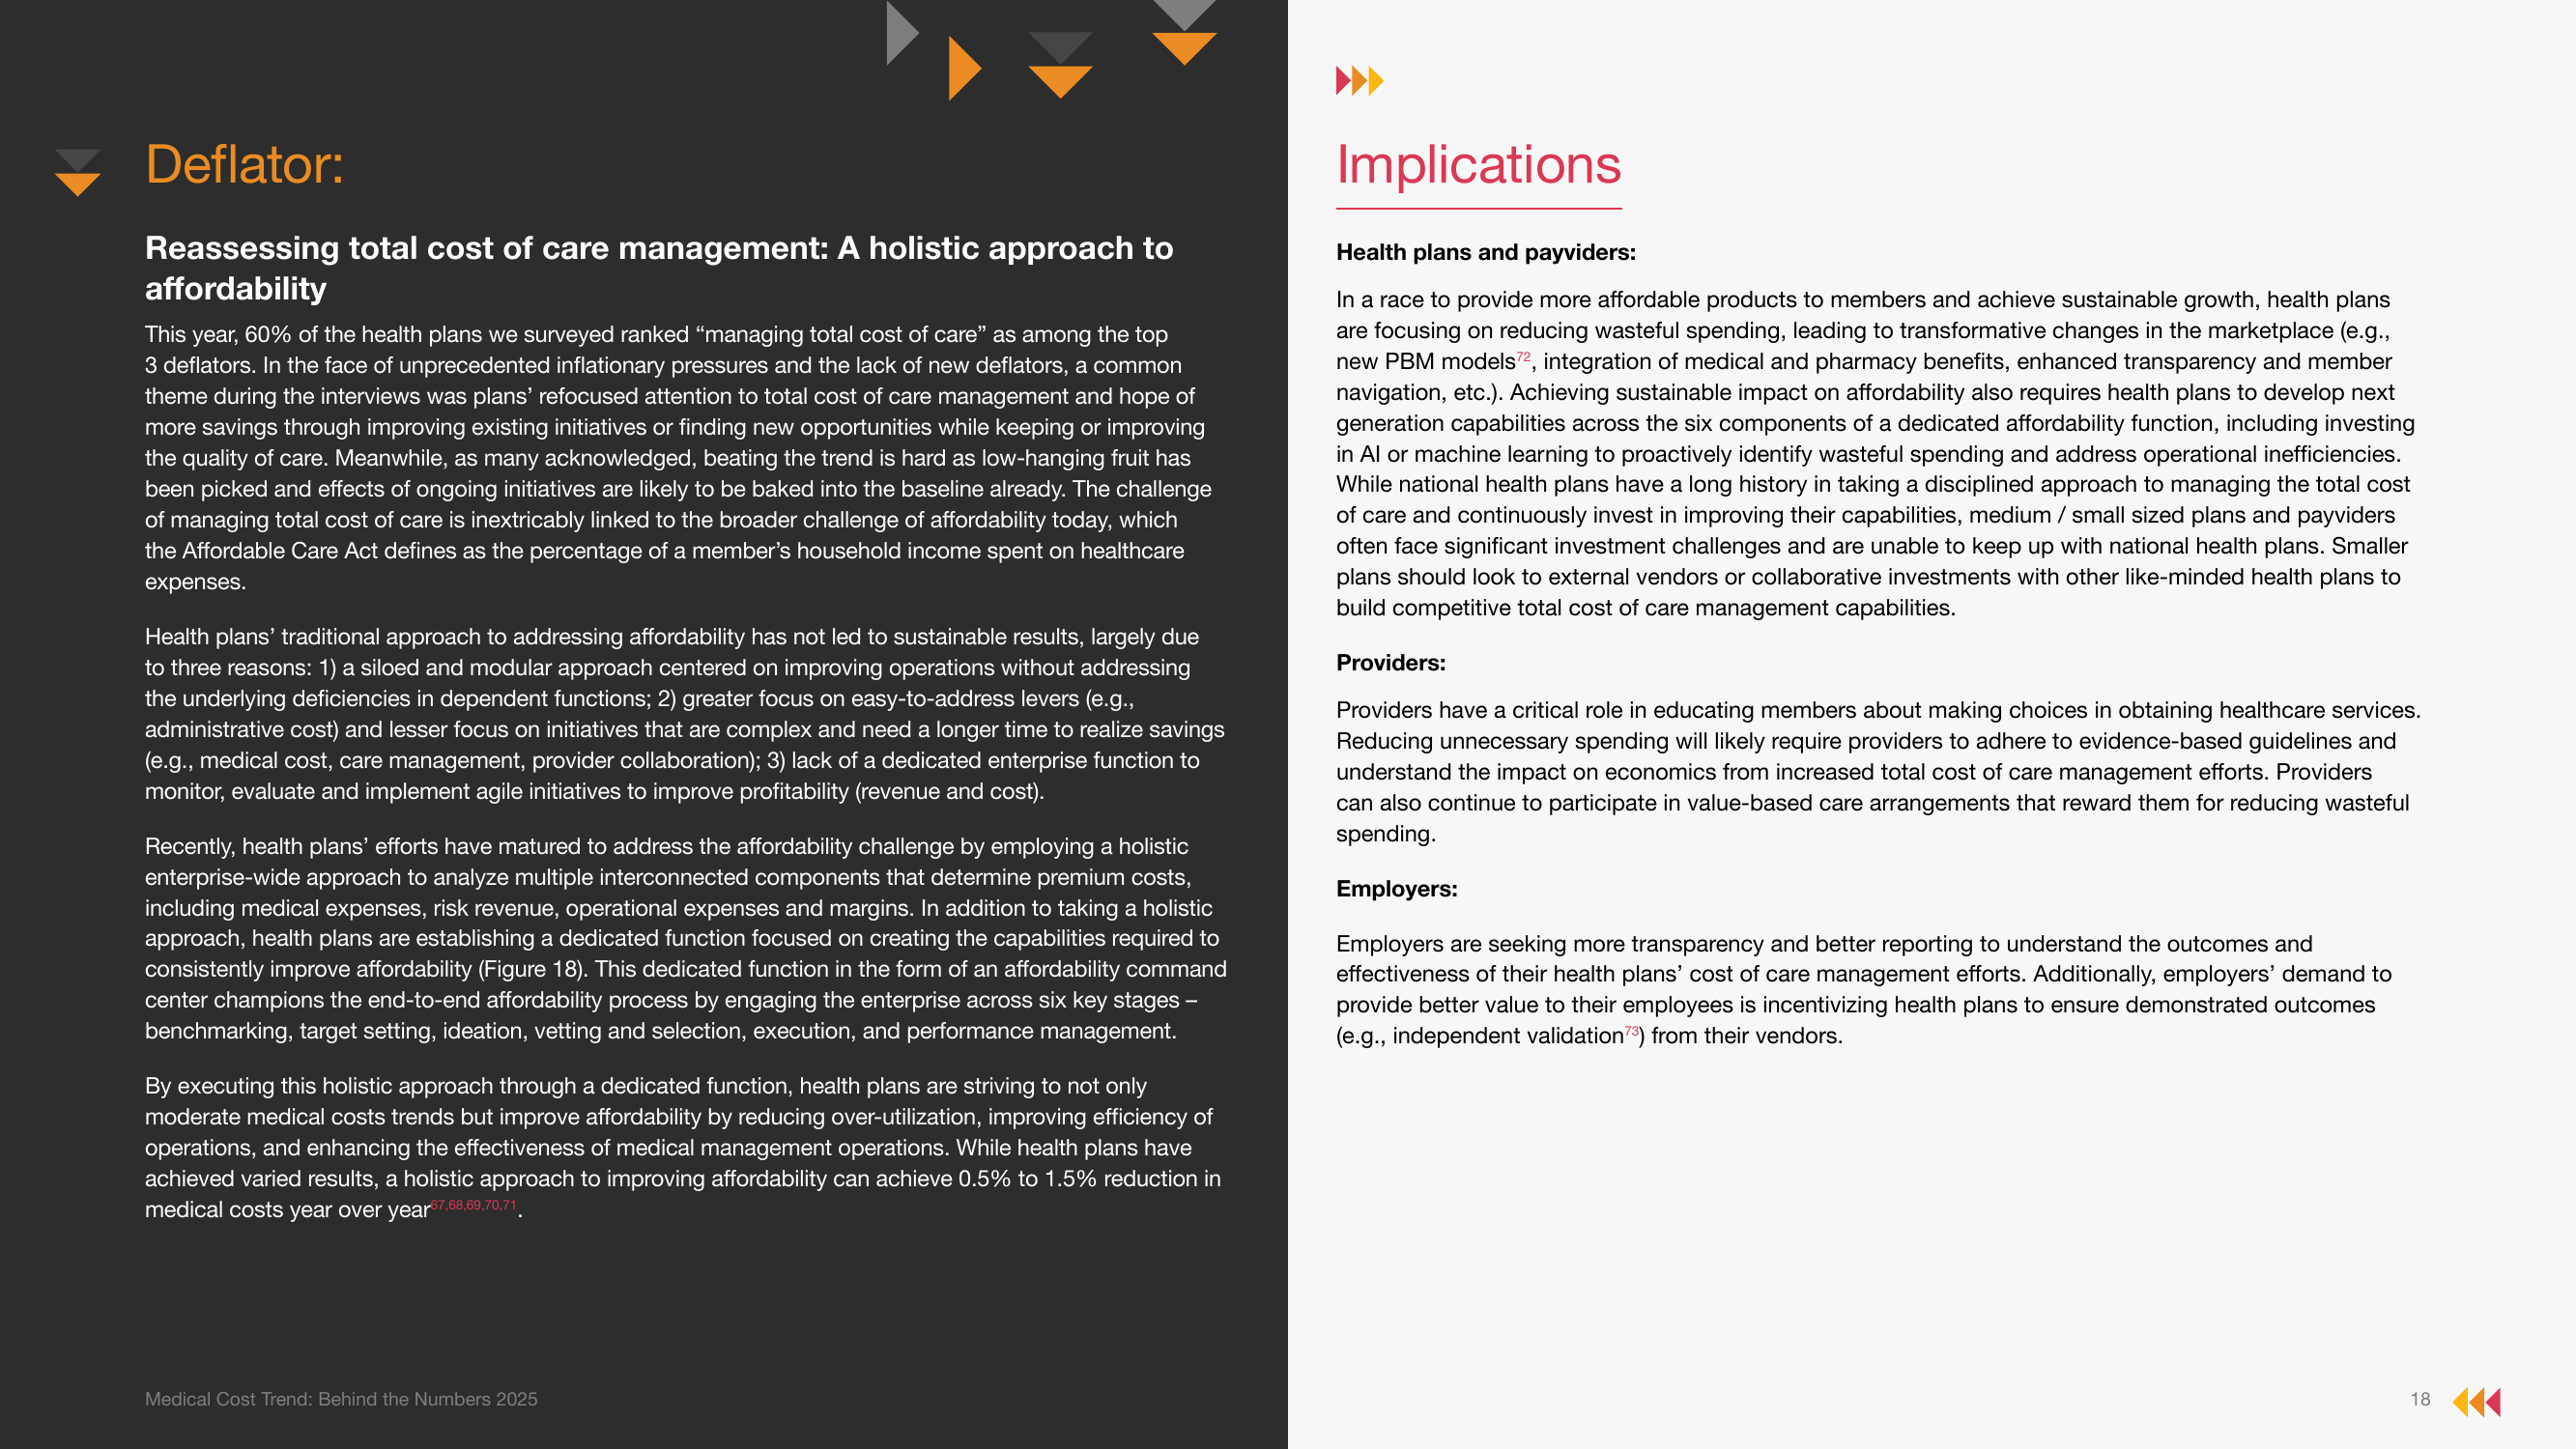 Deflator:
Reassessing total cost of care management: A holistic approach to
affordability
This year, 60% of the health plans we surveyed ranked “managing total cost of care” as among the top
3 deflators. In the face of unprecedented inflationary pressures and the lack of new deflators, a common
theme during the interviews was plans’ refocused attention to total cost of care management and hope of
more savings through improving existing initiatives or finding new opportunities while keeping or improving
the quality of care. Meanwhile, as many acknowledged, beating the trend is hard as low-hanging fruit has
been picked and effects of ongoing initiatives are likely to be baked into the baseline already. The challenge
of managing total cost of care is inextricably linked to the broader challenge of affordability today, which
the Affordable Care Act defines as the percentage of a member’s household income spent on healthcare
expenses.
Health plans’ traditional approach to addressing affordability has not led to sustainable results, largely due
to three reasons: 1) a siloed and modular approach centered on improving operations without addressing
the underlying deficiencies in dependent functions; 2) greater focus on easy-to-address levers (e.g.,
administrative cost) and lesser focus on initiatives that are complex and need a longer time to realize savings
(e.g., medical cost, care management, provider collaboration); 3) lack of a dedicated enterprise function to
monitor, evaluate and implement agile initiatives to improve profitability (revenue and cost).
Recently, health plans’ efforts have matured to address the affordability challenge by employing a holistic
enterprise-wide approach to analyze multiple interconnected components that determine premium costs,
including medical expenses, risk revenue, operational expenses and margins. In addition to taking a holistic
approach, health plans are establishing a dedicated function focused on creating the capabilities required to
consistently improve affordability (Figure 18). This dedicated function in the form of an affordability command
center champions the end-to-end affordability process by engaging the enterprise across six key stages –
benchmarking, target setting, ideation, vetting and selection, execution, and performance management.
By executing this holistic approach through a dedicated function, health plans are striving to not only
moderate medical costs trends but improve affordability by reducing over-utilization, improving efficiency of
operations, and enhancing the effectiveness of medical management operations. While health plans have
achieved varied results, a holistic approach to improving affordability can achieve 0.5% to 1.5% reduction in
medical costs year over year67,68,69,70,71.
Medical Cost Trend: Behind the Numbers 2025
Implications
Health plans and payviders:
In a race to provide more affordable products to members and achieve sustainable growth, health plans
are focusing on reducing wasteful spending, leading to transformative changes in the marketplace (e.g.,
new PBM models72, integration of medical and pharmacy benefits, enhanced transparency and member
navigation, etc.). Achieving sustainable impact on affordability also requires health plans to develop next
generation capabilities across the six components of a dedicated affordability function, including investing
in AI or machine learning to proactively identify wasteful spending and address operational inefficiencies.
While national health plans have a long history in taking a disciplined approach to managing the total cost
of care and continuously invest in improving their capabilities, medium / small sized plans and payviders
often face significant investment challenges and are unable to keep up with national health plans. Smaller
plans should look to external vendors or collaborative investments with other like-minded health plans to
build competitive total cost of care management capabilities.
Providers:
Providers have a critical role in educating members about making choices in obtaining healthcare services.
Reducing unnecessary spending will likely require providers to adhere to evidence-based guidelines and
understand the impact on economics from increased total cost of care management efforts. Providers
can also continue to participate in value-based care arrangements that reward them for reducing wasteful
spending.
Employers:
Employers are seeking more transparency and better reporting to understand the outcomes and
effectiveness of their health plans’ cost of care management efforts. Additionally, employers’ demand to
provide better value to their employees is incentivizing health plans to ensure demonstrated outcomes
(e.g., independent validation73) from their vendors.
18